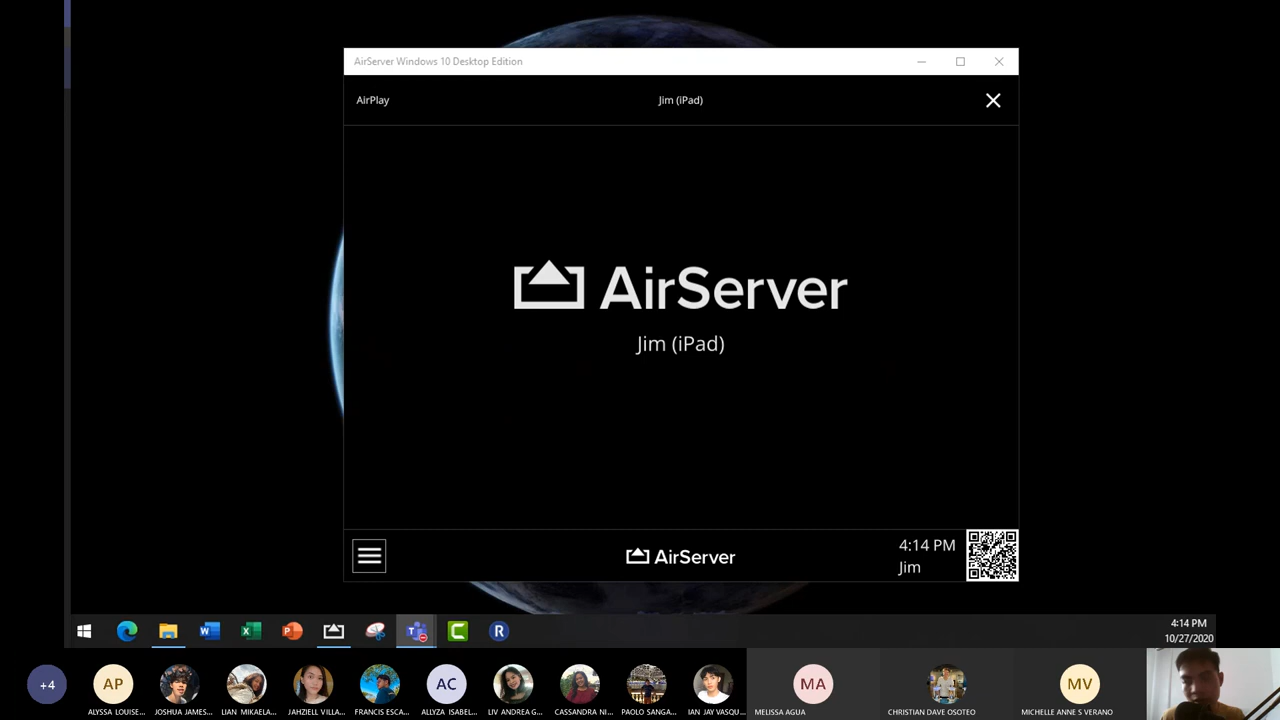 AirServer Windows 10 Desktop Edition
AirPlay
Jim (iPad)
AirServer
Jim (iPad)
AirServer
4:14 PM
Jim
4:14 PM
10/27/2020
+4
AP
AC
MA
MV
ALYSSA LOUISE...
JOSHUA JAMES...
LIAN MIKAELA...
JAHZIELL VILLA...
FRANCIS ESCA...
ALLYZA ISABEL...
LIV ANDREA G...
CASSANDRA NI...
PAOLO SANGA...
IAN JAY VASQU...
MELISSA AGUA
CHRISTIAN DAVE OSOTEO
MICHELLE ANNE S VERANO